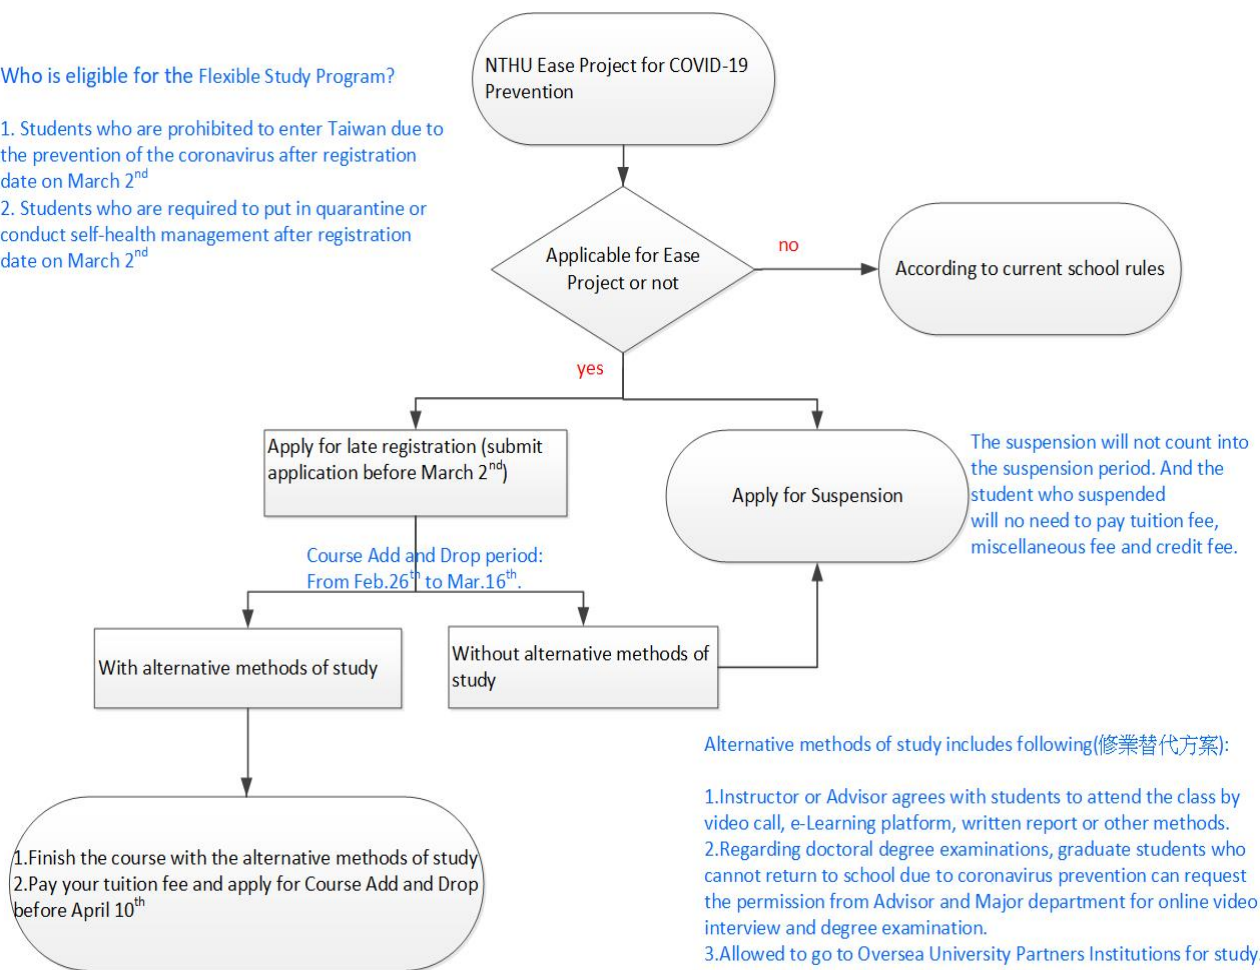 NTHU Ease Project for COVID-19
Prevention
Who is eligible for the Flexible Study Program?
1. Students who are prohibited to enter Taiwan due to
the prevention of the coronavirus after registration
date on March 2nd
2. Students who are required to put in quarantine or
conduct self-health management after registration
date on March 2nd
Applicable for Ease
Project or not
no
According to current school rules
yes
Apply for late registration (submit
application before March 2nd)
Apply for Suspension
The suspension will not count into
the suspension period. And the
student who suspended
will no need to pay tuition fee,
miscellaneous fee and credit fee.
Course Add and Drop period:
From Feb.26th to Mar.16th.
With alternative methods of study
Without alternative methods of
study
1.Finish the course with the alternative methods of study
2.Pay your tuition fee and apply for Course Add and Drop
before April 10th
Alternative methods of study includes following(修業替代方案):
1.Instructor or Advisor agrees with students to attend the class by
video call, e-Learning platform, written report or other methods.
2.Regarding doctoral degree examinations, graduate students who
cannot return to school due to coronavirus prevention can request
the permission from Advisor and Major department for online video
interview and degree examination.
3.Allowed to go to Oversea University Partners Institutions for study